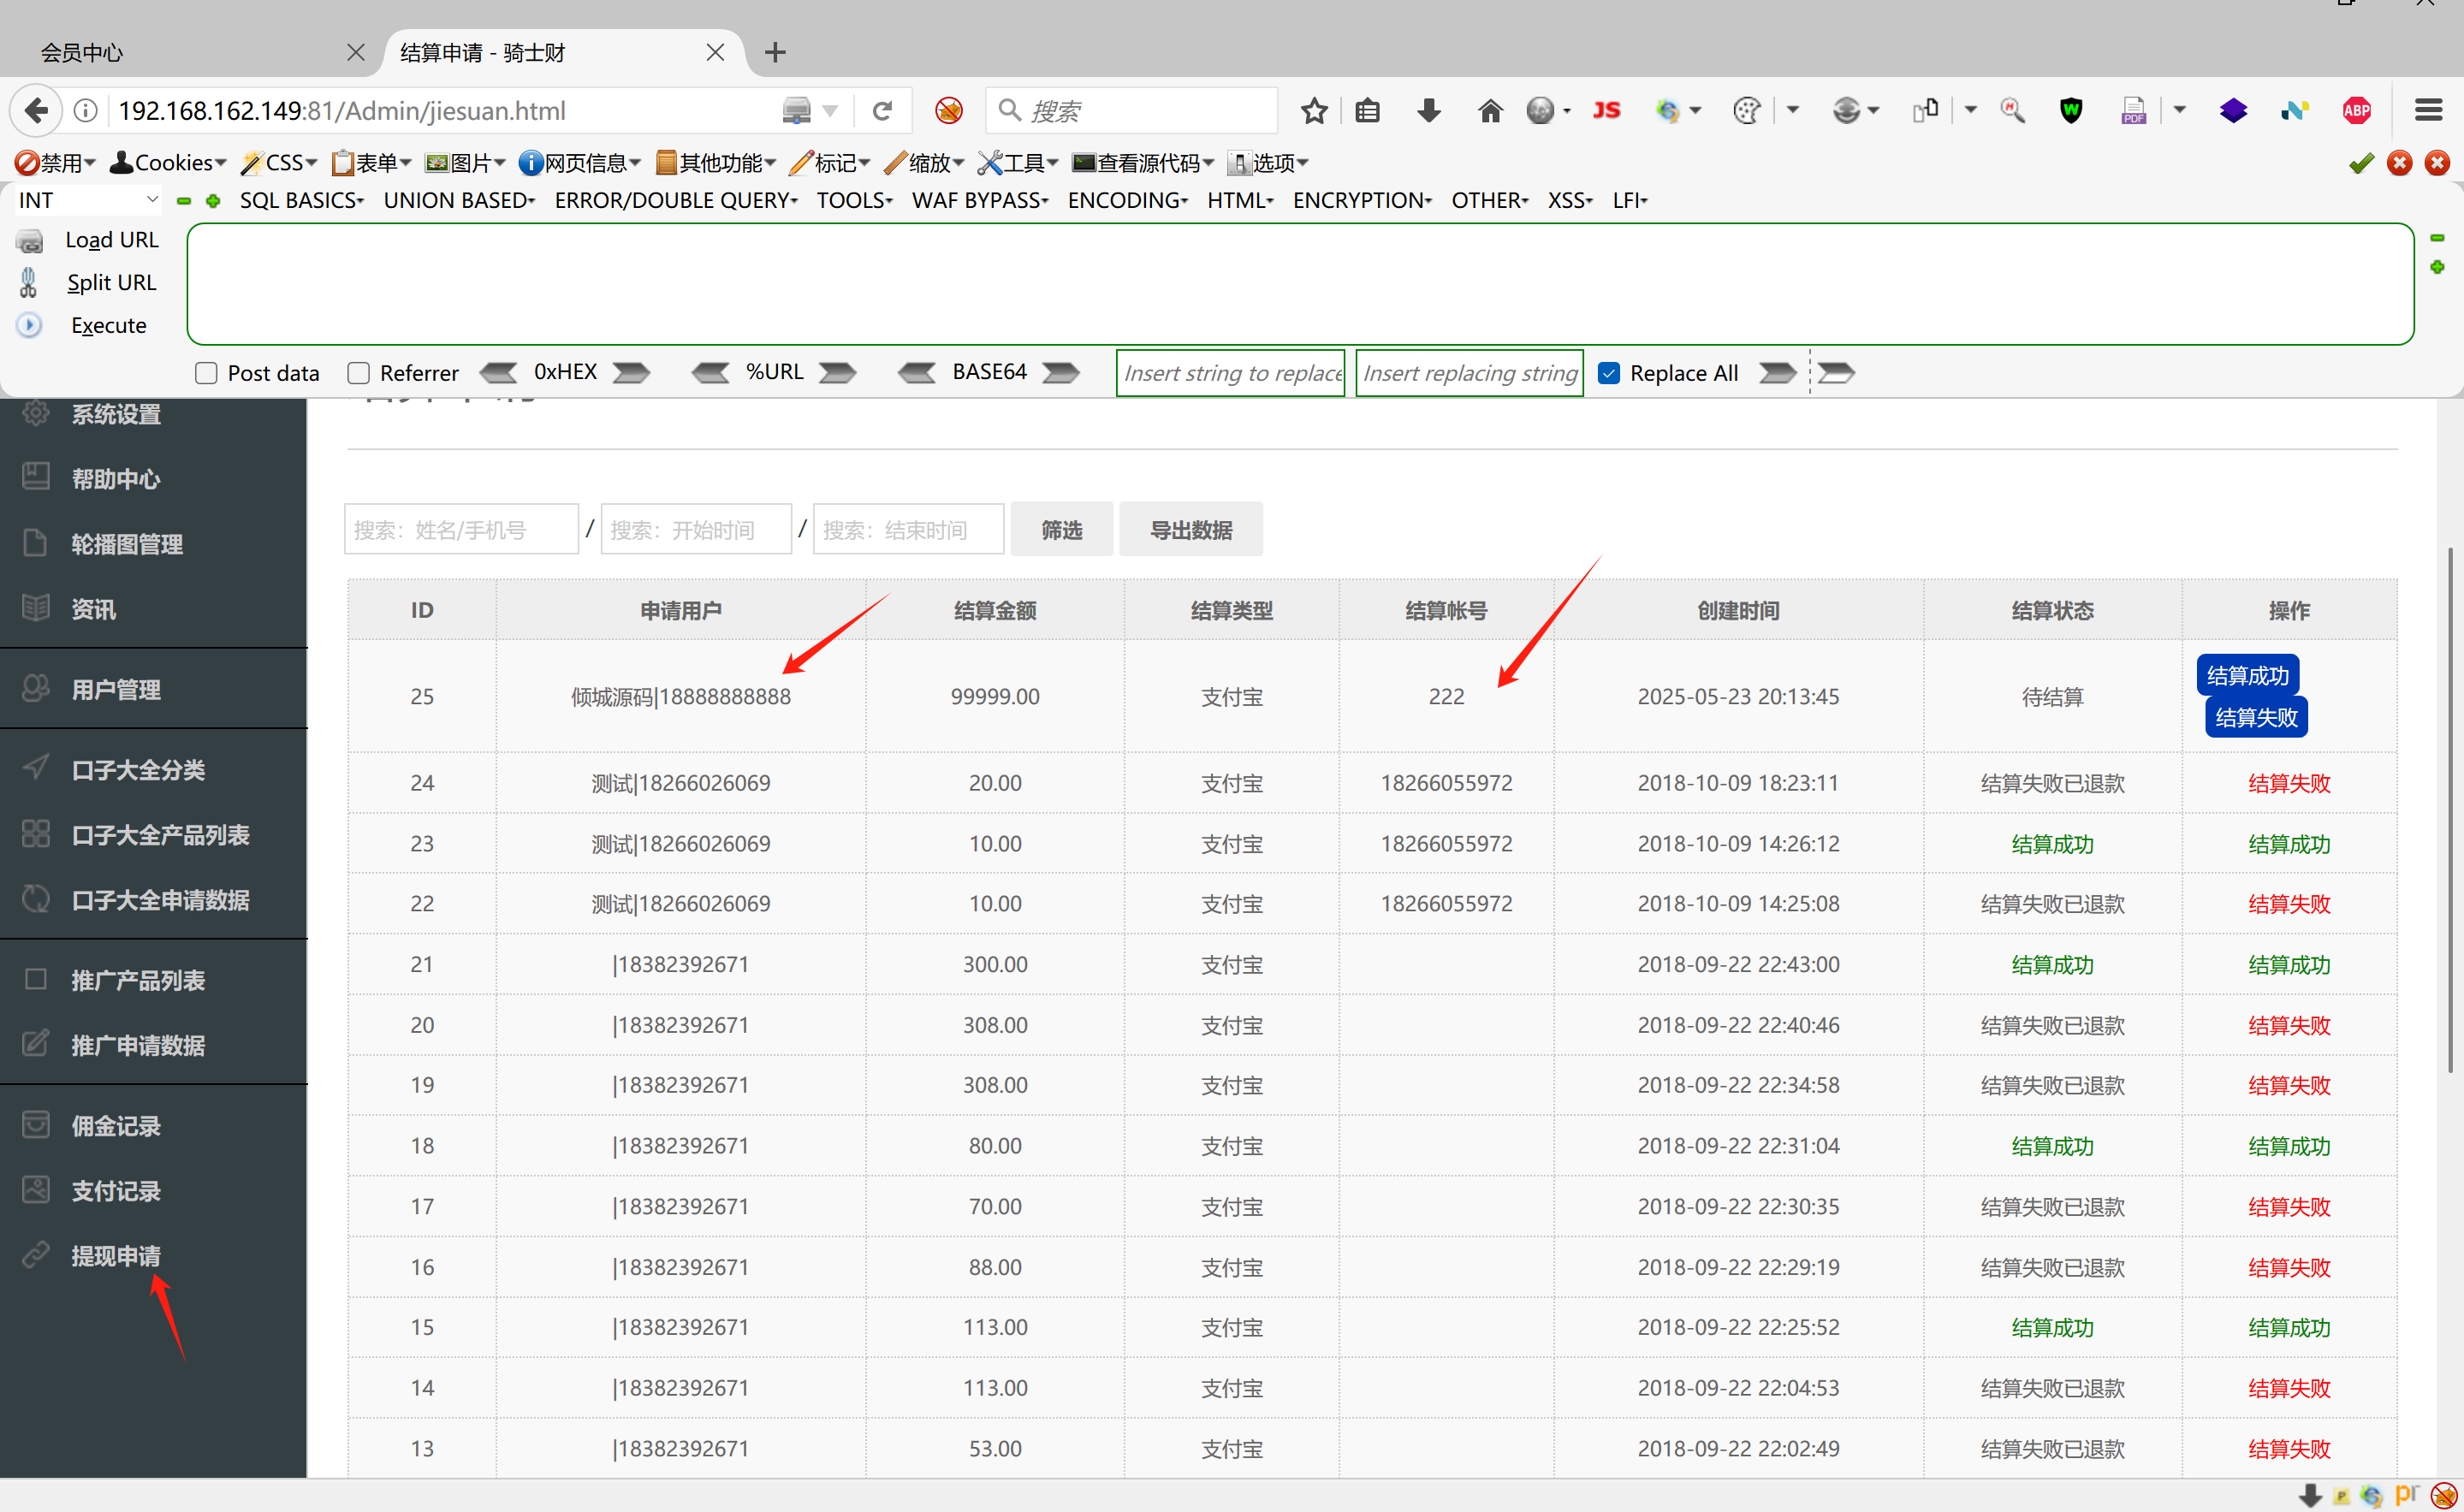 会员中心
结算申请 - 骑士财
192.168.162.149:81/Admin/jiesuan.html
搜索
JS
PDF
ABP
禁用 Cookies CSS 表单 图片 网页信息 其他功能 标记 缩放 工具 查看源代码 选项
INT SQL BASICS UNION BASED ERROR/DOUBLE QUERY TOOLS WAF BYPASS ENCODING HTML ENCRYPTION OTHER XSS LFI
Load URL
Split URL
Execute
Post data Referrer 0xHEX %URL BASE64 Insert string to replace Insert replacing string Replace All
系统设置
帮助中心
轮播图管理
资讯
用户管理
口子大全分类
口子大全产品列表
口子大全申请数据
推广产品列表
推广申请数据
佣金记录
支付记录
提现申请
搜索：姓名/手机号 / 搜索：开始时间 / 搜索：结束时间 筛选 导出数据
ID 申请用户 结算金额 结算类型 结算帐号 创建时间 结算状态 操作
25 倾城源码|18888888888 99999.00 支付宝 222 2025-05-23 20:13:45 待结算 结算成功
结算失败
24 测试|18266026069 20.00 支付宝 18266055972 2018-10-09 18:23:11 结算失败已退款 结算失败
23 测试|18266026069 10.00 支付宝 18266055972 2018-10-09 14:26:12 结算成功 结算成功
22 测试|18266026069 10.00 支付宝 18266055972 2018-10-09 14:25:08 结算失败已退款 结算失败
21 |18382392671 300.00 支付宝 2018-09-22 22:43:00 结算成功 结算成功
20 |18382392671 308.00 支付宝 2018-09-22 22:40:46 结算失败已退款 结算失败
19 |18382392671 308.00 支付宝 2018-09-22 22:34:58 结算失败已退款 结算失败
18 |18382392671 80.00 支付宝 2018-09-22 22:31:04 结算成功 结算成功
17 |18382392671 70.00 支付宝 2018-09-22 22:30:35 结算失败已退款 结算失败
16 |18382392671 88.00 支付宝 2018-09-22 22:29:19 结算失败已退款 结算失败
15 |18382392671 113.00 支付宝 2018-09-22 22:25:52 结算成功 结算成功
14 |18382392671 113.00 支付宝 2018-09-22 22:04:53 结算失败已退款 结算失败
13 |18382392671 53.00 支付宝 2018-09-22 22:02:49 结算失败已退款 结算失败